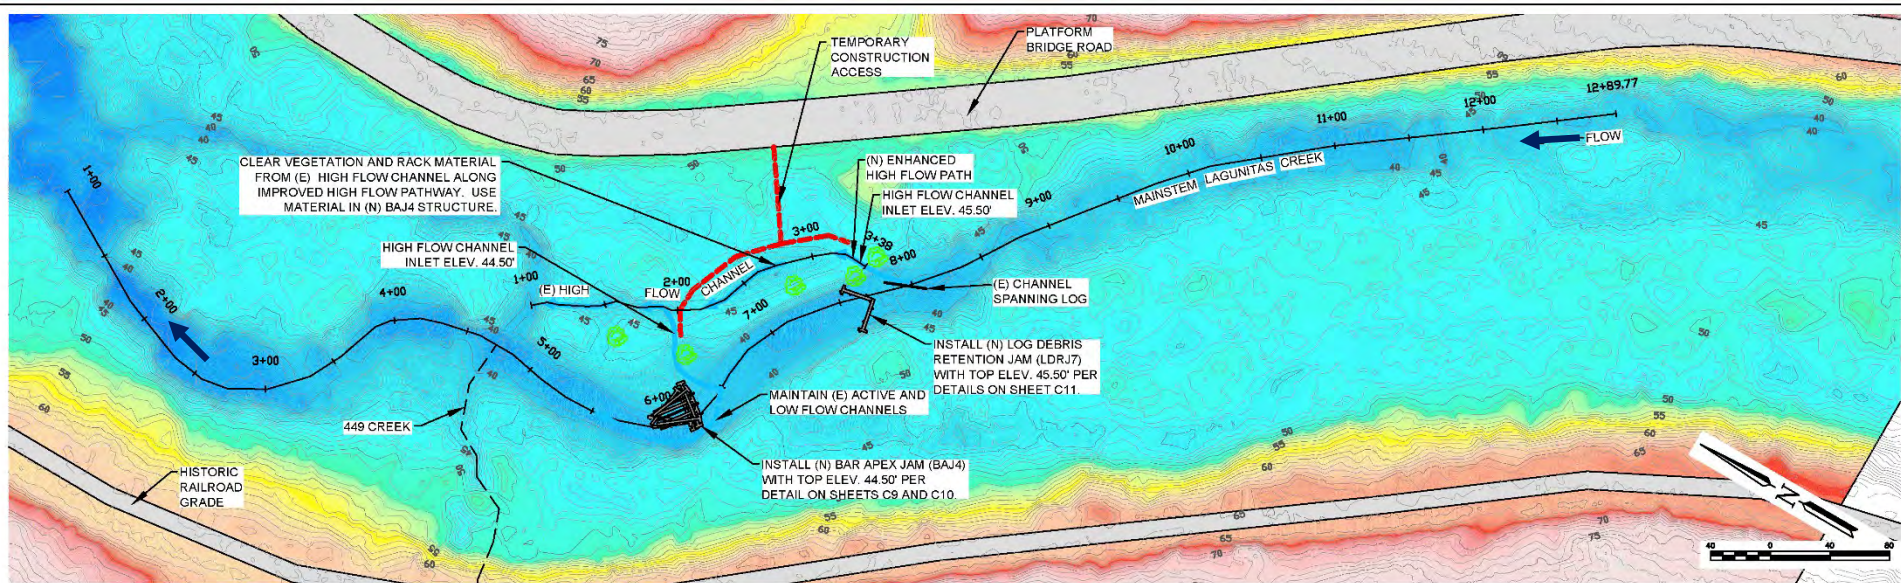 TEMPORARY
CONSTRUCTION
ACCESS
PLATFORM
BRIDGE ROAD
CLEAR VEGETATION AND RACK MATERIAL
FROM (E) HIGH FLOW CHANNEL ALONG
IMPROVED HIGH FLOW PATHWAY. USE
MATERIAL IN (N) BAJ4 STRUCTURE.
(N) ENHANCED
HIGH FLOW PATH
HIGH FLOW CHANNEL
INLET ELEV. 45.50'
HIGH FLOW CHANNEL
INLET ELEV. 44.50'
FLOW
MAINSTEM LAGUNITAS CREEK
12+89.77
12+00
11+00
10+00
9+00
8+00
7+00
6+00
5+00
4+00
3+00
2+00
1+00
3+38
3+00
2+00
1+00
(E) HIGH FLOW CHANNEL
(E) CHANNEL
SPANNING LOG
INSTALL (N) LOG DEBRIS
RETENTION JAM (LDRJ7)
WITH TOP ELEV. 45.50' PER
DETAILS ON SHEET C11.
MAINTAIN (E) ACTIVE AND
LOW FLOW CHANNELS
INSTALL (N) BAR APEX JAM (BAJ4)
WITH TOP ELEV. 44.50' PER
DETAIL ON SHEETS C9 AND C10.
449 CREEK
HISTORIC
RAILROAD
GRADE
N
40 0 40 80